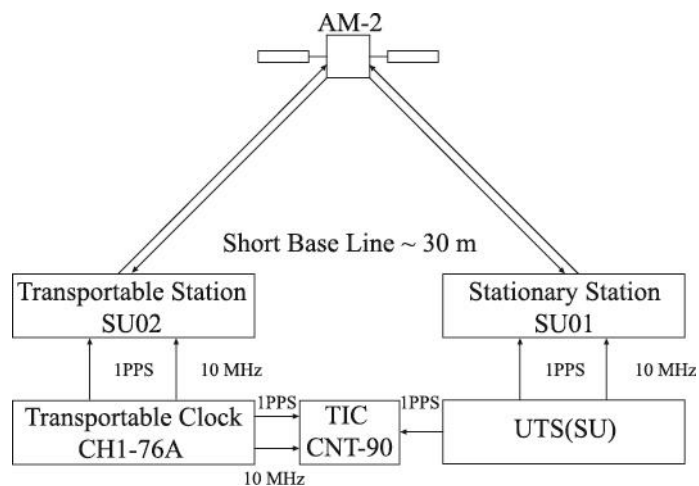 AM-2
Short Base Line ~ 30 m
Transportable Station
SU02
Stationary Station
SU01
1PPS
10 MHz
1PPS
10 MHz
Transportable Clock
CH1-76A
1PPS
10 MHz
TIC
CNT-90
1PPS
UTS(SU)